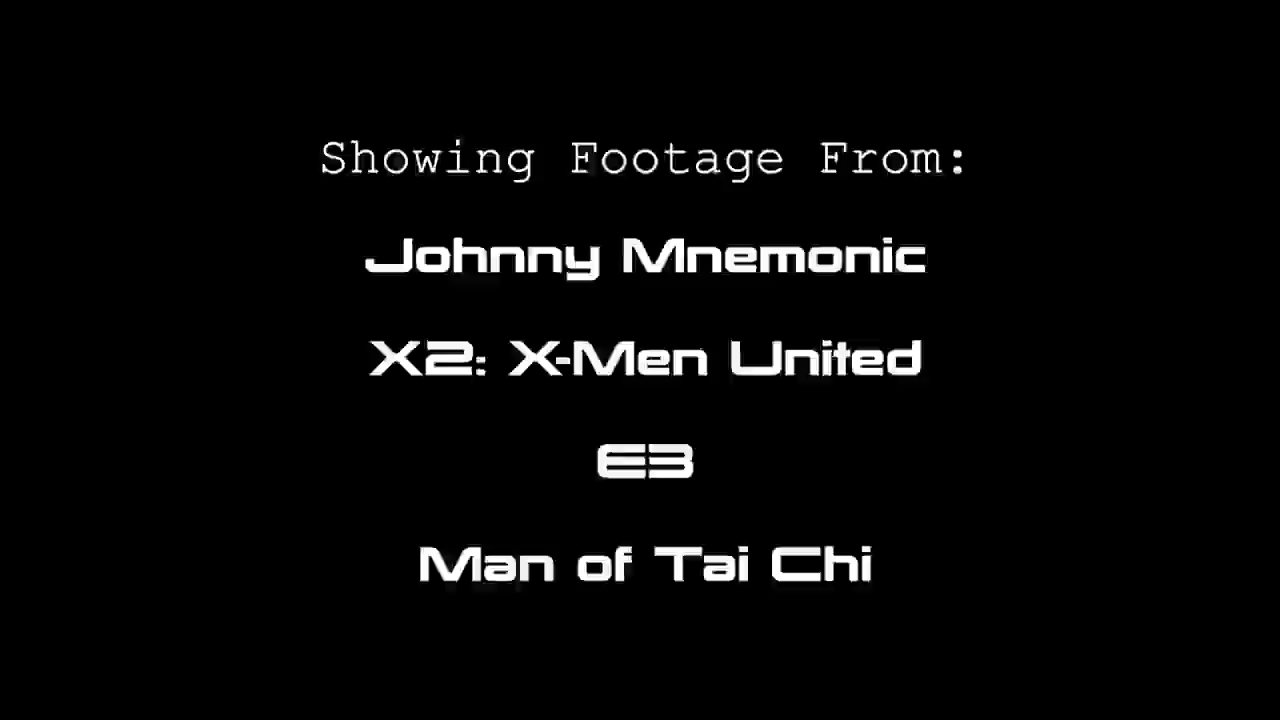 Showing Footage From:
Johnny Mnemonic
X2: X-Men United
E3
Man of Tai Chi